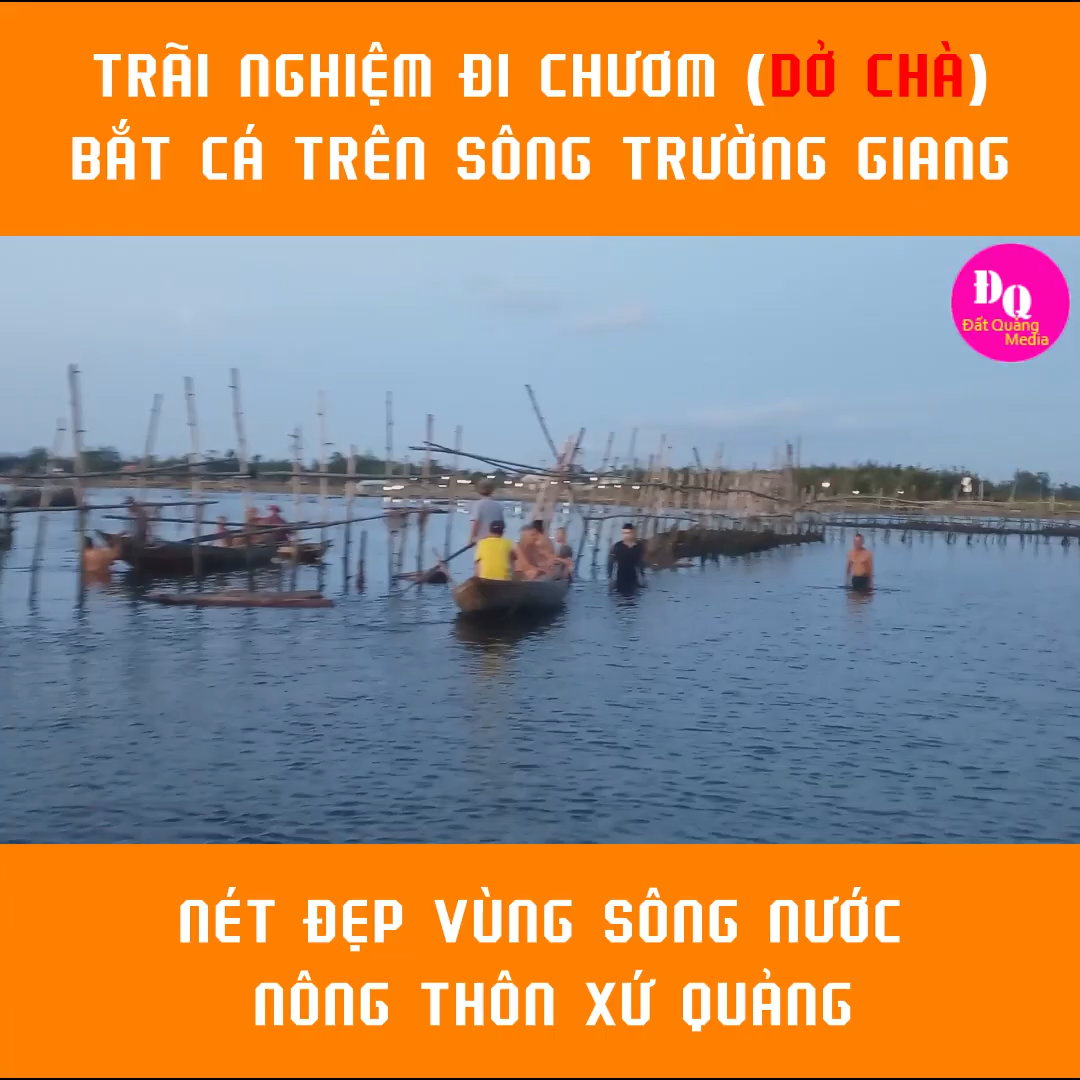 TRÃI NGHIỆM ĐI CHƯƠM (DỞ CHÀ)
BẮT CÁ TRÊN SÔNG TRƯỜNG GIANG
ĐQ
Đất Quảng
Media
NÉT ĐẸP VÙNG SÔNG NƯỚC
NÔNG THÔN XỨ QUẢNG